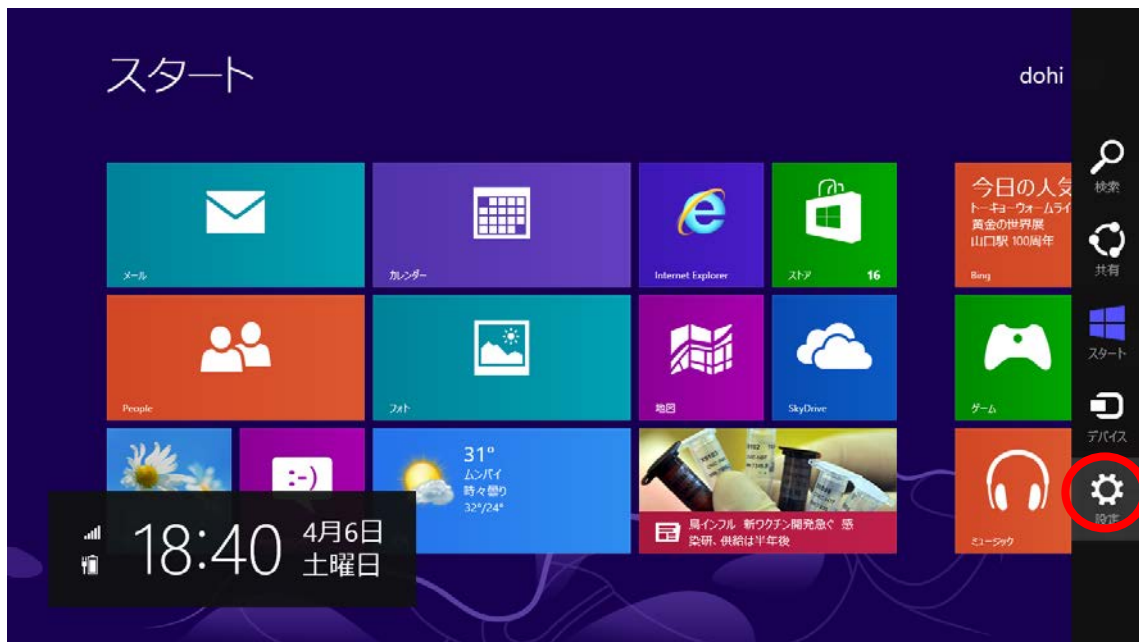 スタート
dohi
メール
カレンダー
Internet Explorer
ストア
16
今日の人気
トーキョーウォームライ
黄金の世界展
山口駅 100周年
Bing
People
フォト
地図
SkyDrive
ゲーム
:-)
31°
ムンバイ
時々曇り
32°/24°
鳥インフル 新ワクチン開発急ぐ 感
染研、供給は半年後
ミュージック
18:40
4月6日
土曜日
検索
共有
スタート
デバイス
設定